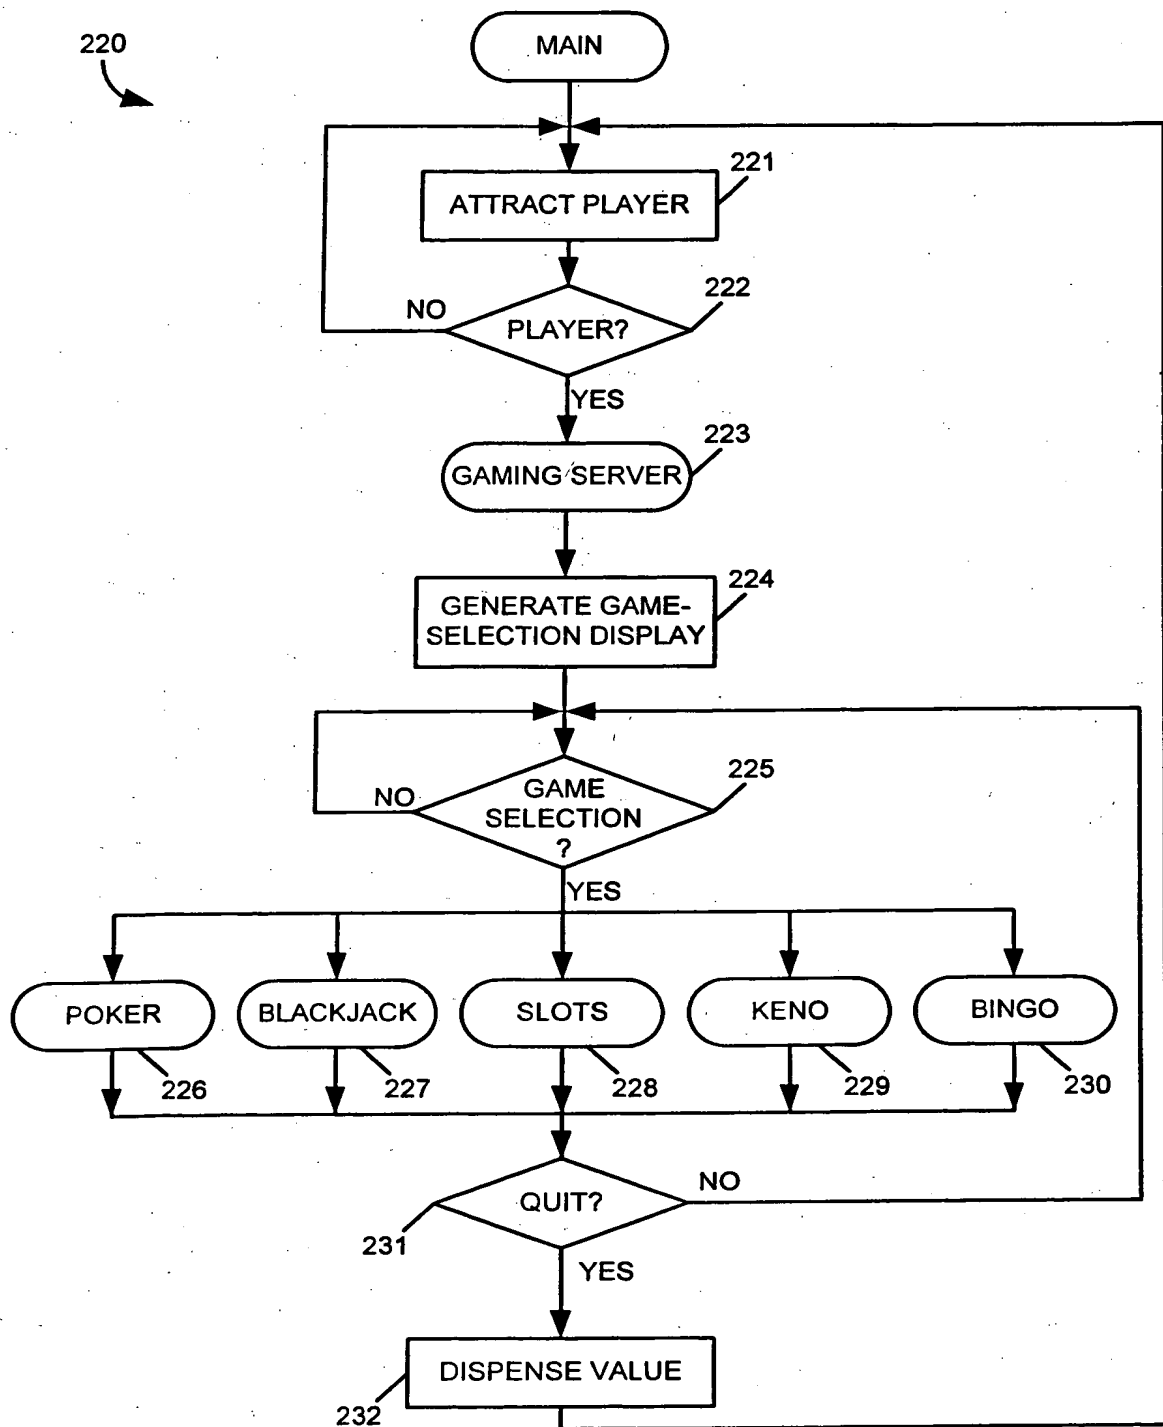 220
MAIN
221
ATTRACT PLAYER
222
NO
PLAYER?
YES
223
GAMING SERVER
224
GENERATE GAME-
SELECTION DISPLAY
225
NO
GAME
SELECTION
?
YES
POKER
BLACKJACK
SLOTS
KENO
BINGO
226
227
228
229
230
NO
QUIT?
231
YES
DISPENSE VALUE
232